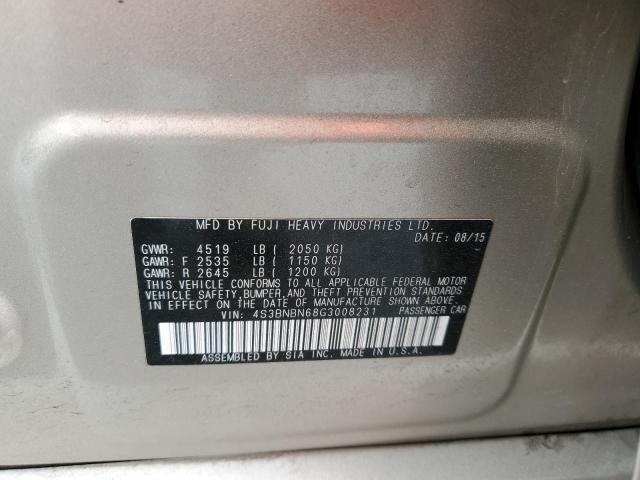 MFD BY FUJI HEAVY INDUSTRIES LTD.
DATE: 08/15
GVWR: 4519 LB ( 2050 KG)
GAWR: F 2535 LB ( 1150 KG)
GAWR: R 2645 LB ( 1200 KG)
THIS VEHICLE CONFORMS TO ALL APPLICABLE FEDERAL MOTOR
VEHICLE SAFETY, BUMPER, AND THEFT PREVENTION STANDARDS
IN EFFECT ON THE DATE OF MANUFACTURE SHOWN ABOVE.
VIN: 4S3BNBN68G3008231 PASSENGER CAR
ASSEMBLED BY SIA INC. MADE IN U.S.A.